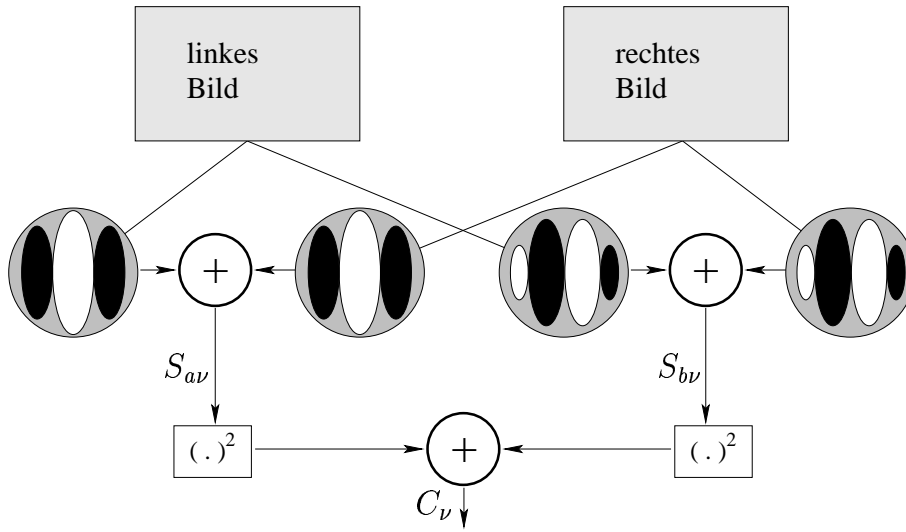 linkes
Bild
rechtes
Bild
+
+
S_{aν}
S_{bν}
( . )^2
+
( . )^2
C_ν